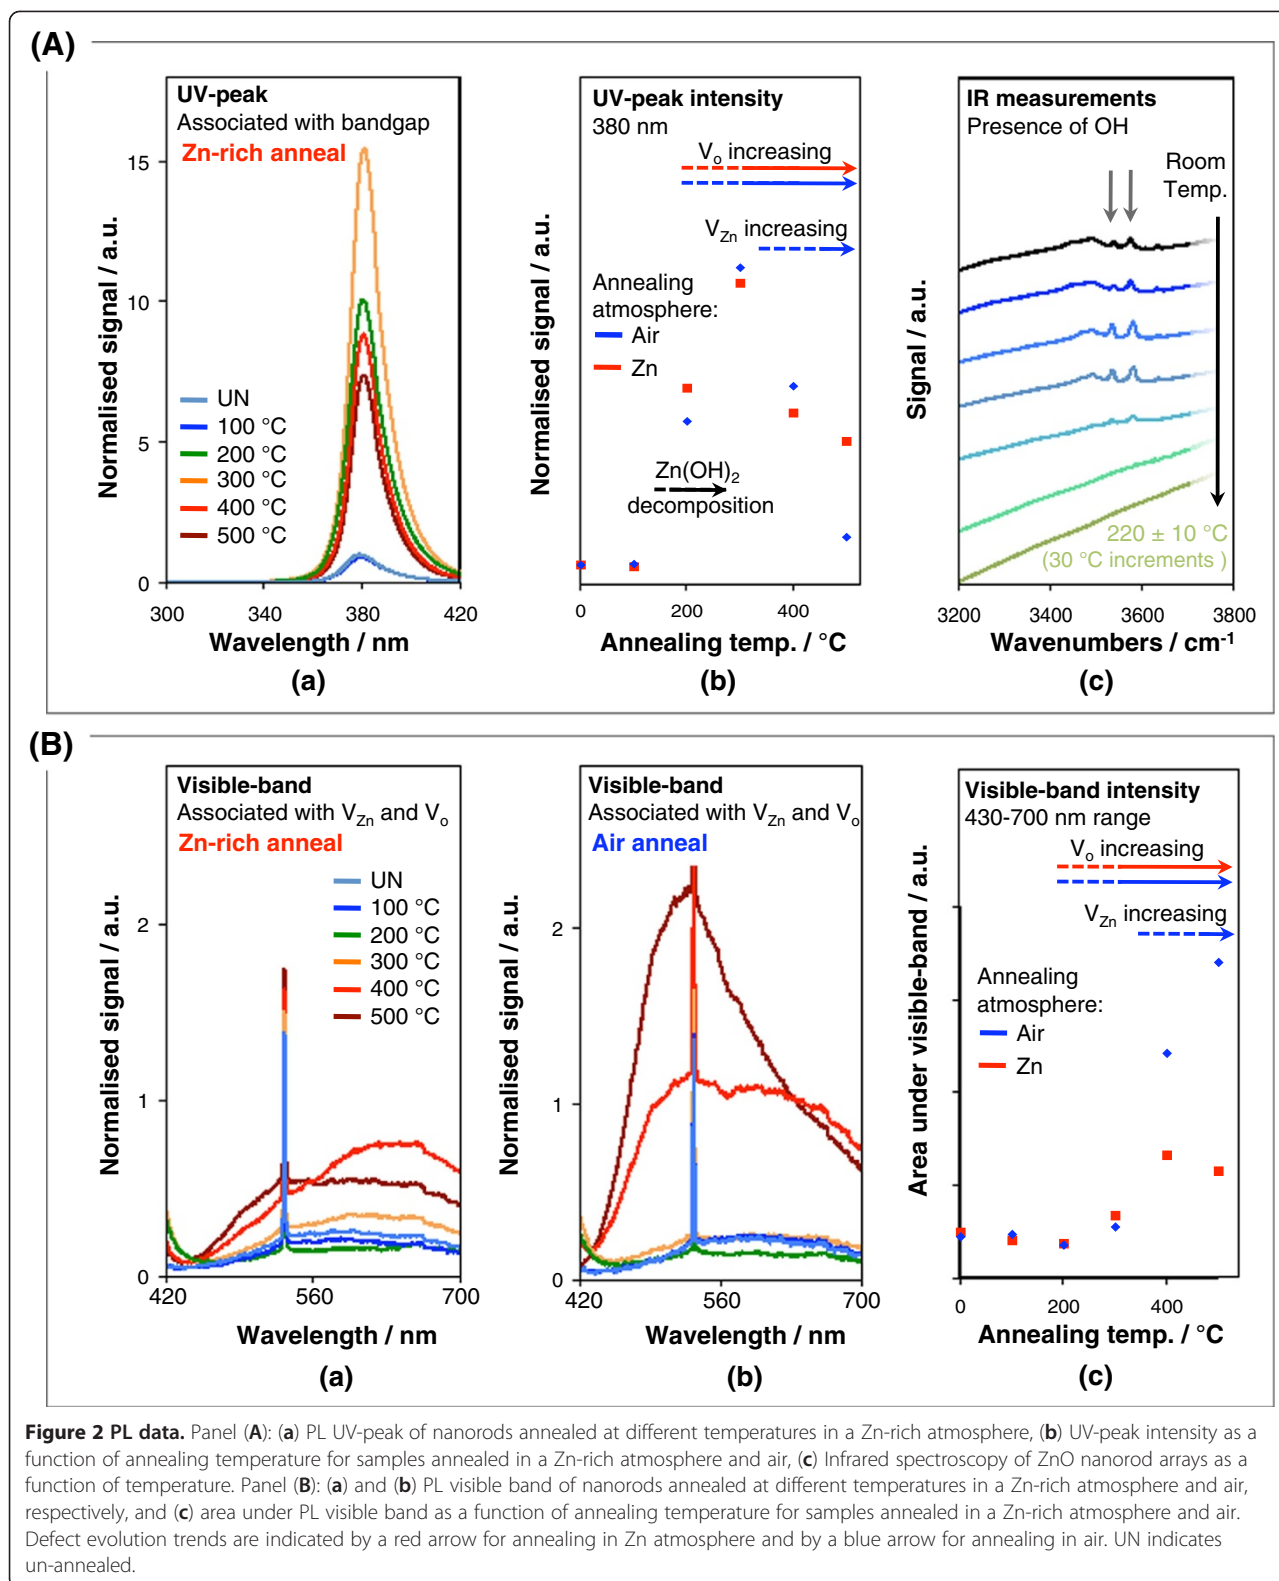 (A)
UV-peak
Associated with bandgap
Zn-rich anneal
15
10
5
0
Normalised signal / a.u.
UN
100 °C
200 °C
300 °C
400 °C
500 °C
300
340
380
420
Wavelength / nm
(a)
UV-peak intensity
380 nm
Vo increasing
VZn increasing
Annealing
atmosphere:
Air
Zn
Zn(OH)2
decomposition
Normalised signal / a.u.
0
200
400
Annealing temp. / °C
(b)
IR measurements
Presence of OH
Room
Temp.
Signal / a.u.
220 ± 10 °C
(30 °C increments )
3200
3400
3600
3800
Wavenumbers / cm-1
(c)
(B)
Visible-band
Associated with VZn and Vo
Zn-rich anneal
UN
100 °C
200 °C
300 °C
400 °C
500 °C
2
1
0
Normalised signal / a.u.
420
560
700
Wavelength / nm
(a)
Visible-band
Associated with VZn and Vo
Air anneal
2
1
0
Normalised signal / a.u.
420
560
700
Wavelength / nm
(b)
Visible-band intensity
430-700 nm range
Vo increasing
VZn increasing
Annealing
atmosphere:
Air
Zn
Area under visible-band / a.u.
0
200
400
Annealing temp. / °C
(c)
Figure 2 PL data. Panel (A): (a) PL UV-peak of nanorods annealed at different temperatures in a Zn-rich atmosphere, (b) UV-peak intensity as a
function of annealing temperature for samples annealed in a Zn-rich atmosphere and air, (c) Infrared spectroscopy of ZnO nanorod arrays as a
function of temperature. Panel (B): (a) and (b) PL visible band of nanorods annealed at different temperatures in a Zn-rich atmosphere and air,
respectively, and (c) area under PL visible band as a function of annealing temperature for samples annealed in a Zn-rich atmosphere and air.
Defect evolution trends are indicated by a red arrow for annealing in Zn atmosphere and by a blue arrow for annealing in air. UN indicates
un-annealed.